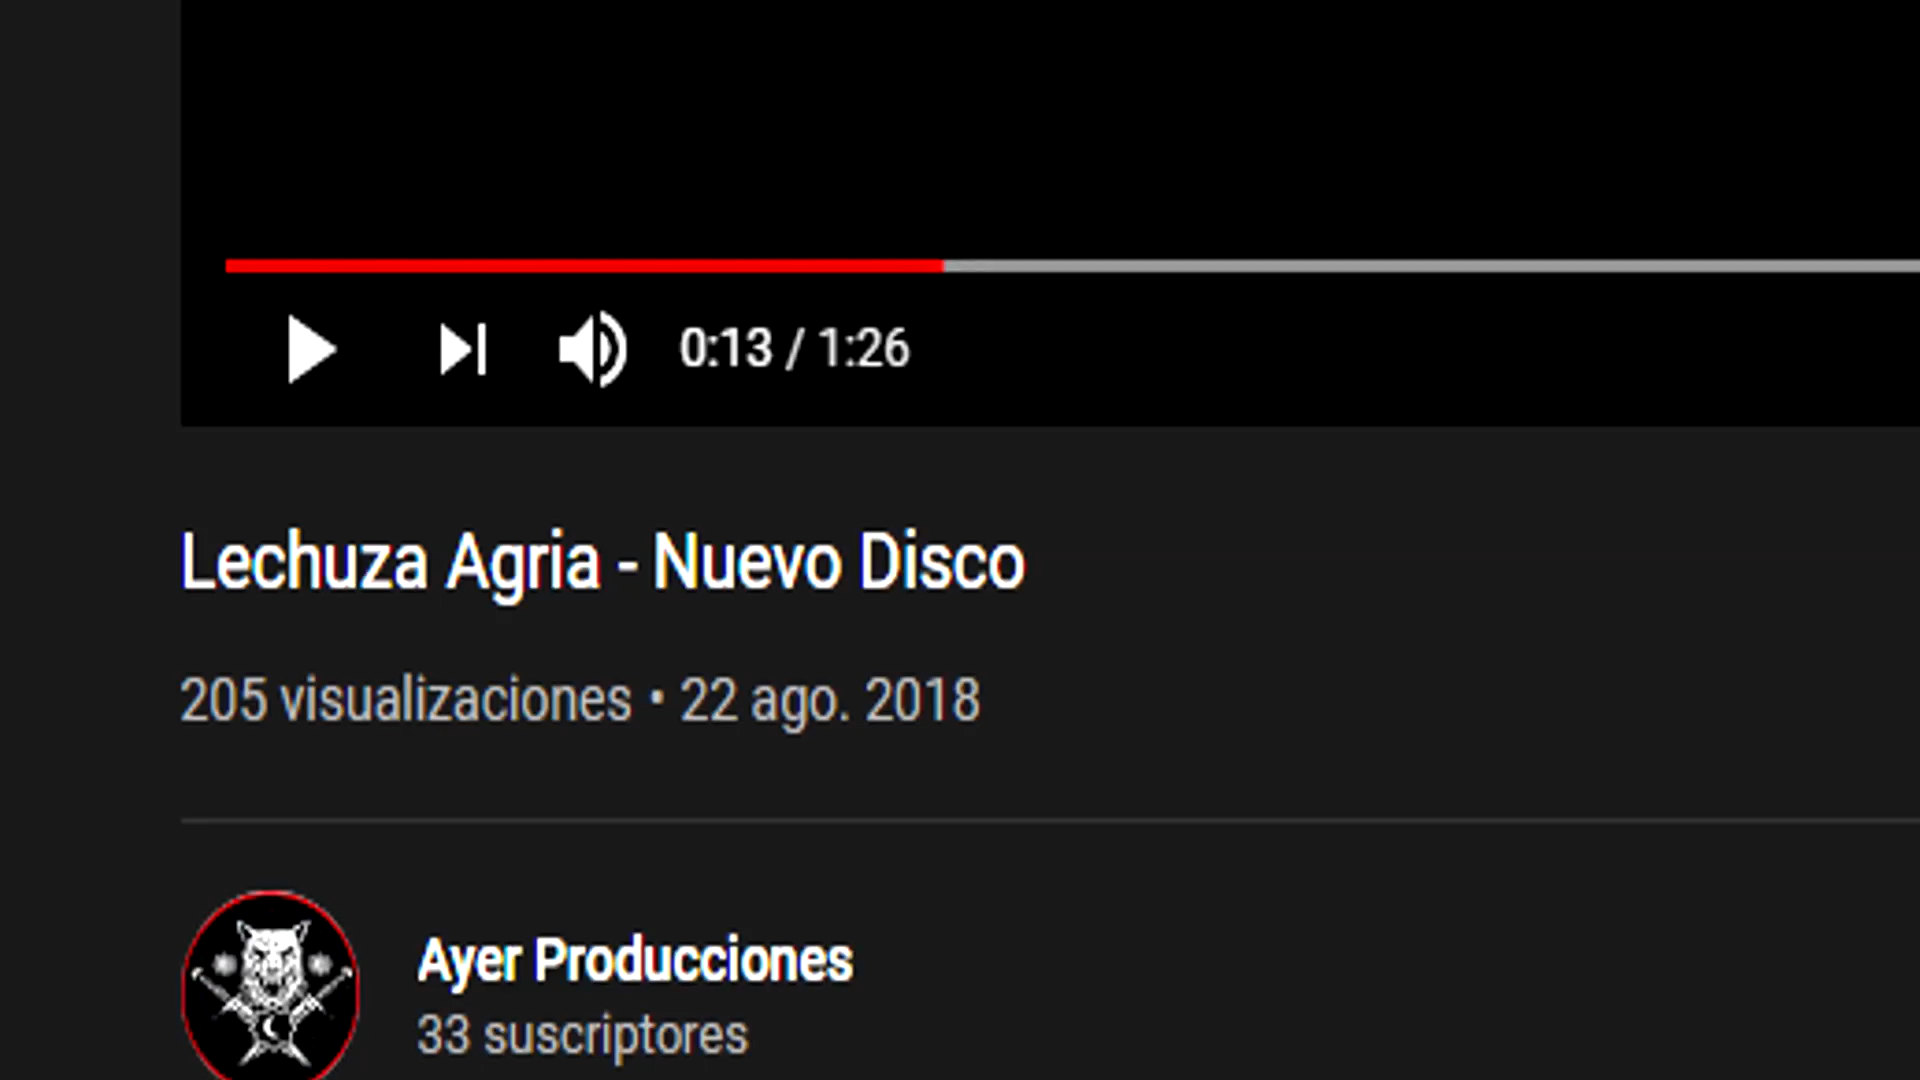 0:13 / 1:26
Lechuza Agria - Nuevo Disco
205 visualizaciones • 22 ago. 2018
Ayer Producciones
33 suscriptores